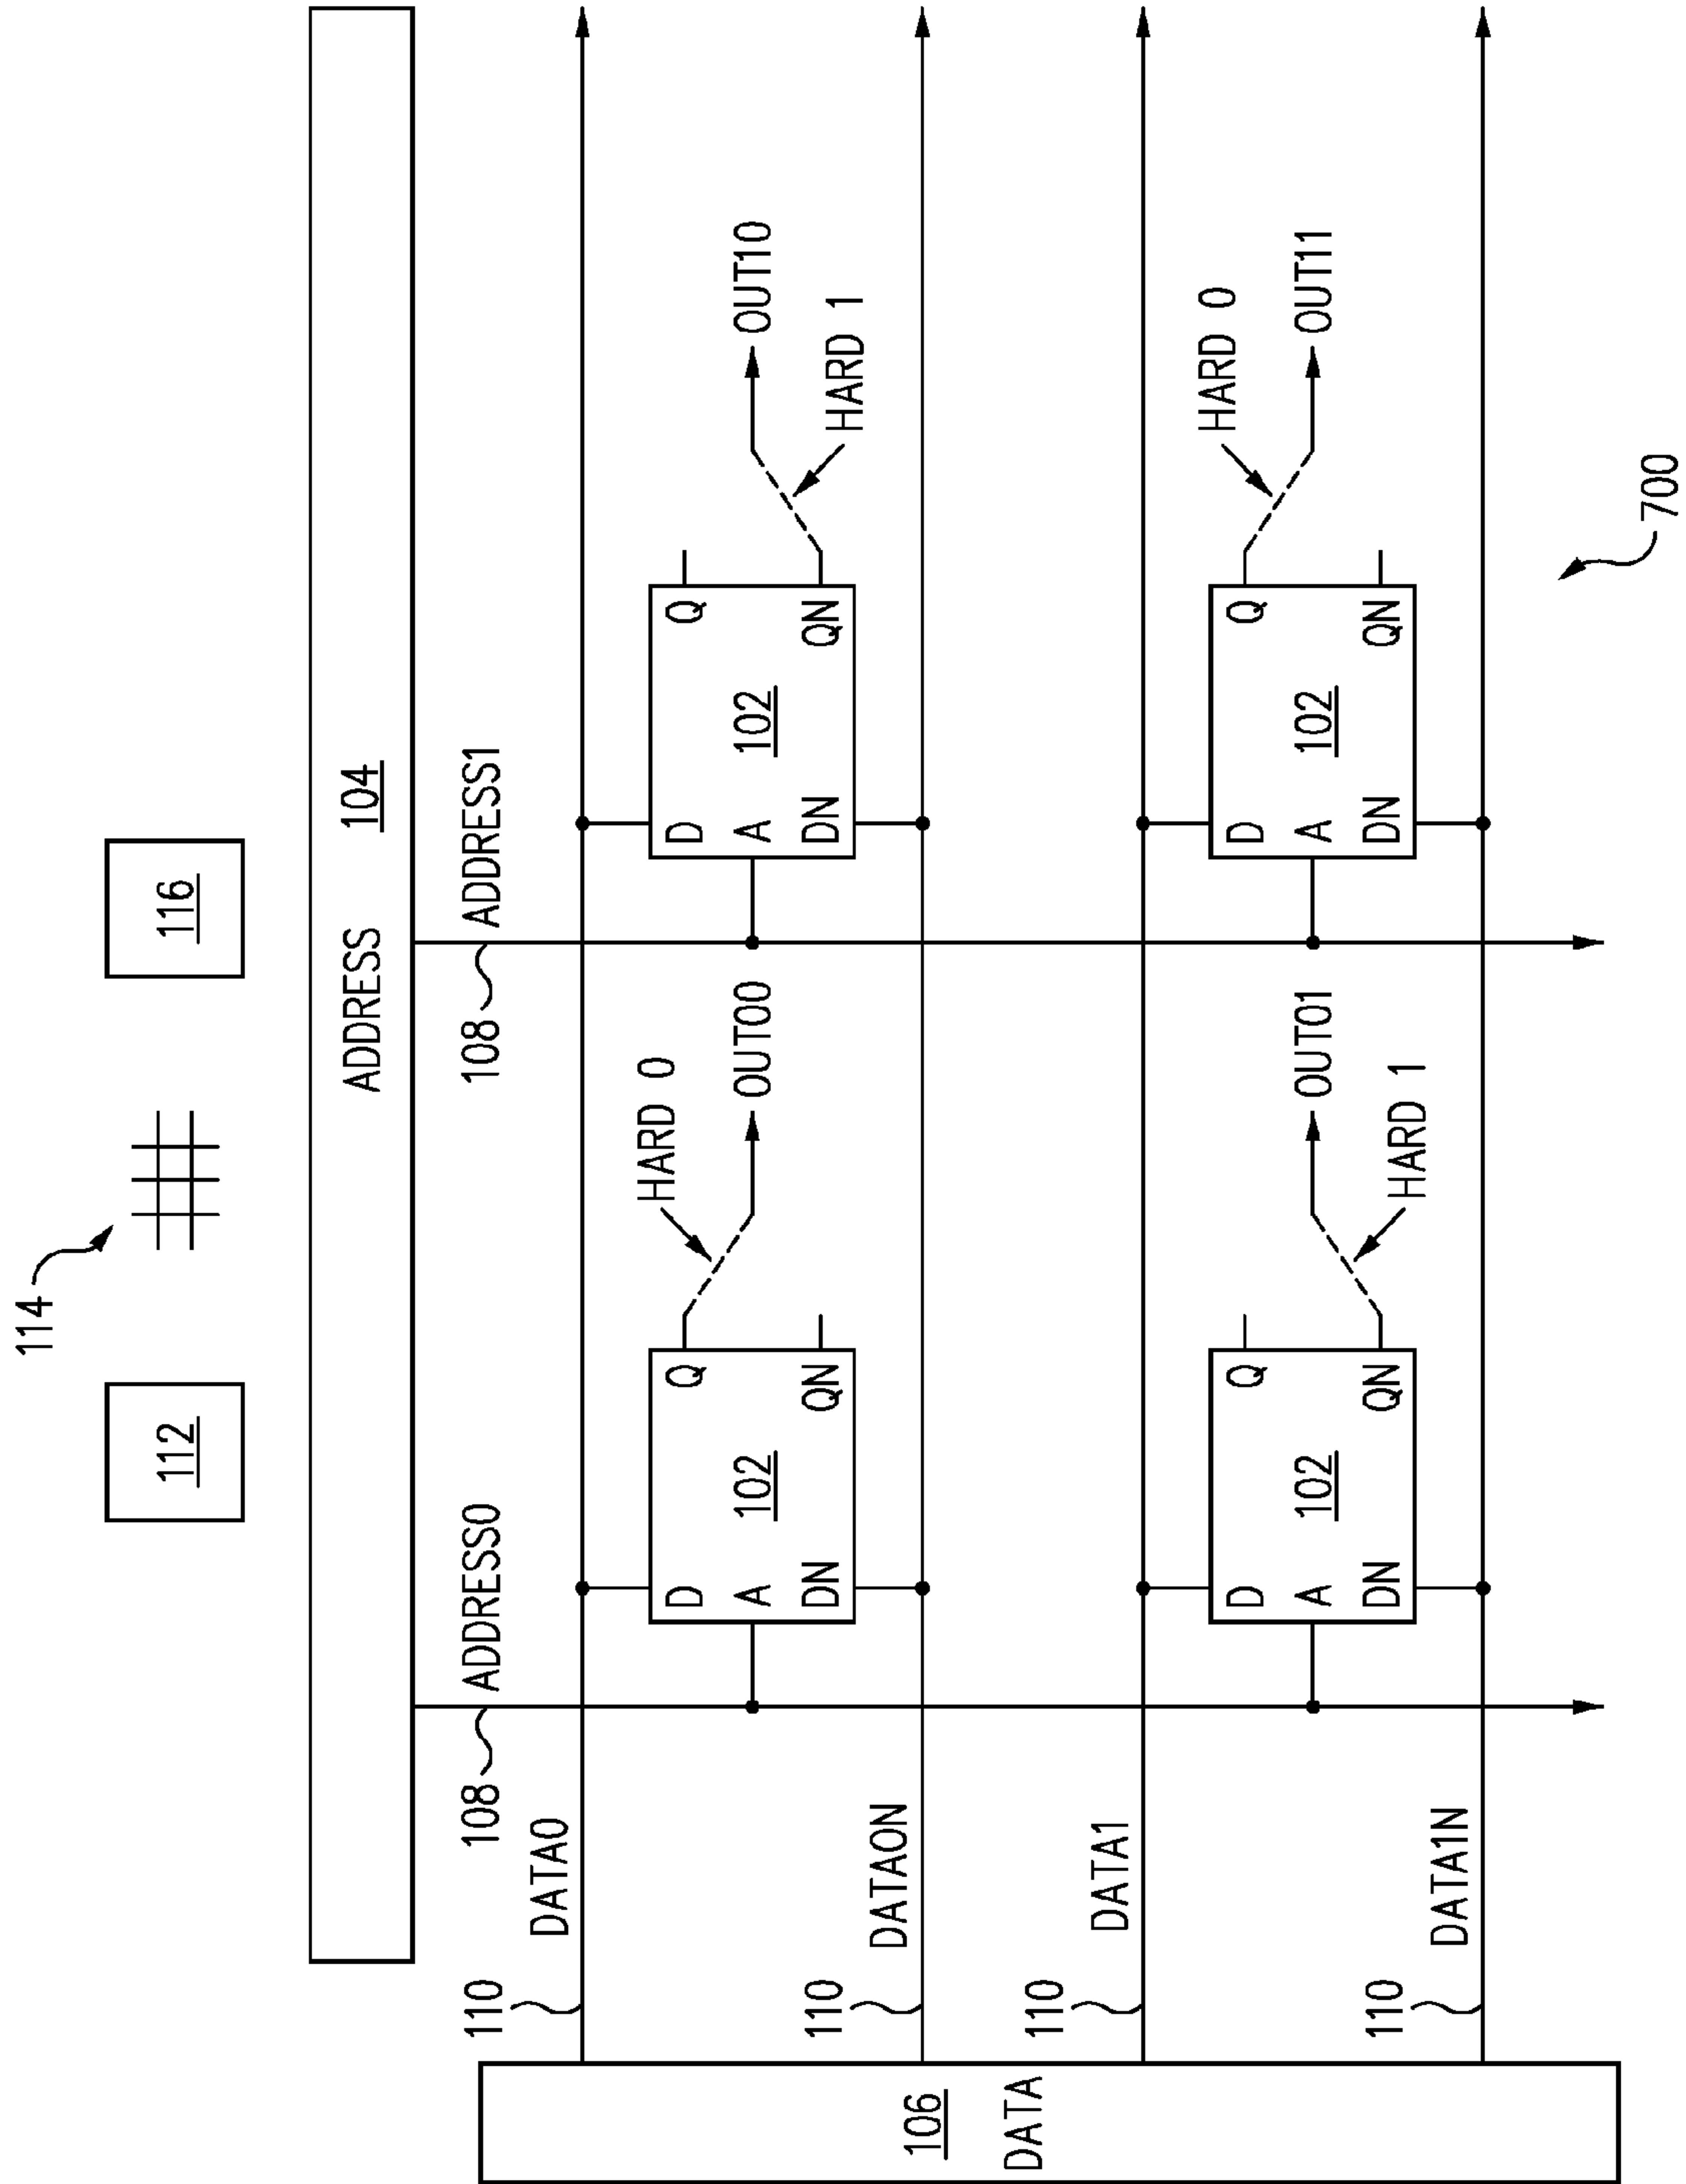 114
112
116
ADDRESS 104
110
108 ADDRESS0
108 ADDRESS1
DATA0
HARD 0
D
Q
D
Q
A
102
OUT00
A
102
OUT10
110
DN
QN
DN
QN
HARD 1
DATA0N
106
DATA
110
DATA1
HARD 0
D
Q
D
Q
A
102
OUT01
A
102
OUT11
110
DN
QN
HARD 1
DN
QN
DATA1N
700